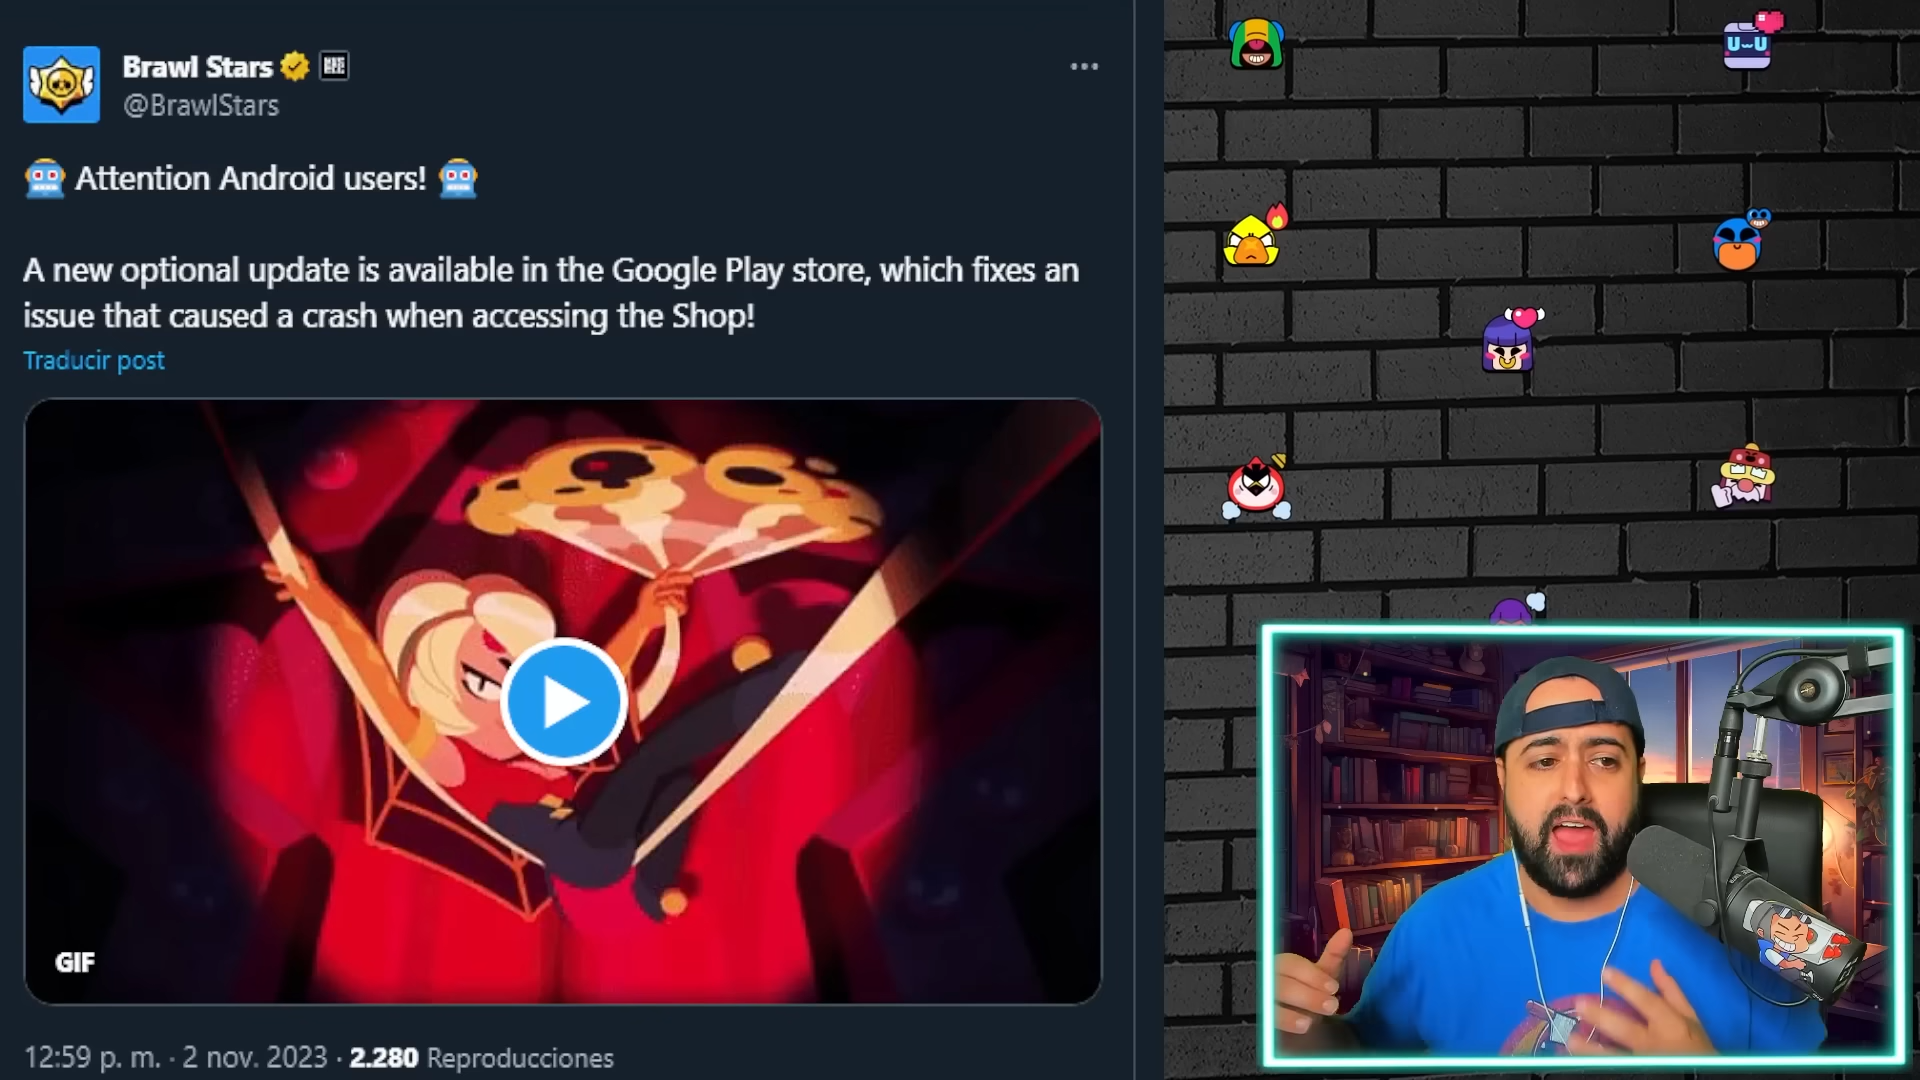 Brawl Stars
@BrawlStars
Attention Android users!
A new optional update is available in the Google Play store, which fixes an
issue that caused a crash when accessing the Shop!
Traducir post
GIF
12:59 p. m. · 2 nov. 2023 · 2.280 Reproducciones